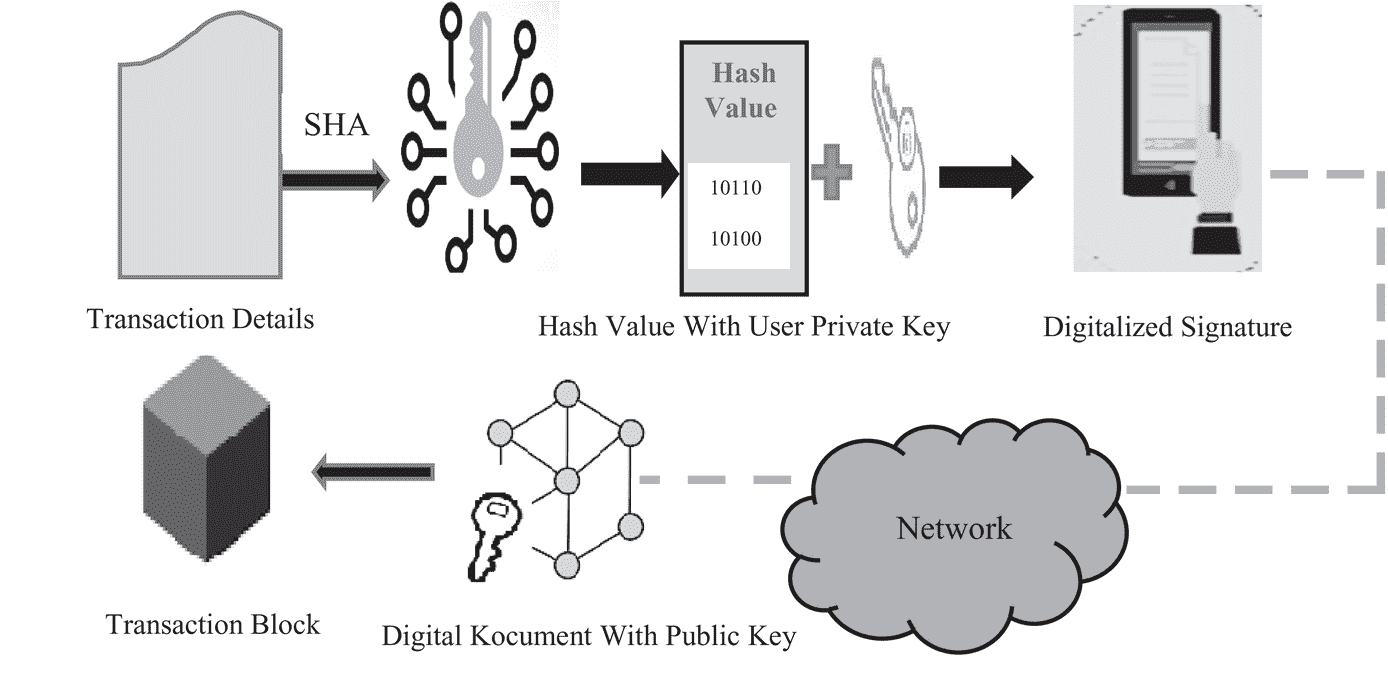 SHA
Hash
Value
10110
10100
Transaction Details
Hash Value With User Private Key
Digitalized Signature
Network
Transaction Block
Digital Kocument With Public Key